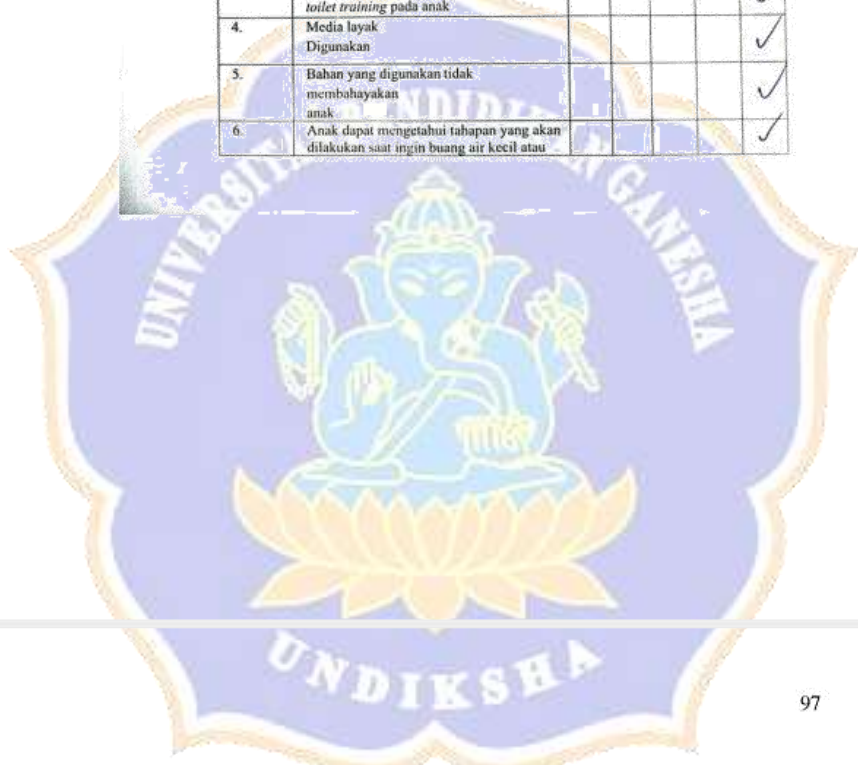 toilet training pada anak
4. Media layak
Digunakan
5. Bahan yang digunakan tidak
membahayakan
anak
6. Anak dapat mengetahui tahapan yang akan
dilakukan saat ingin buang air kecil atau
UNIVERSITAS PENDIDIKAN GANESHA
UNDIKSHA
97